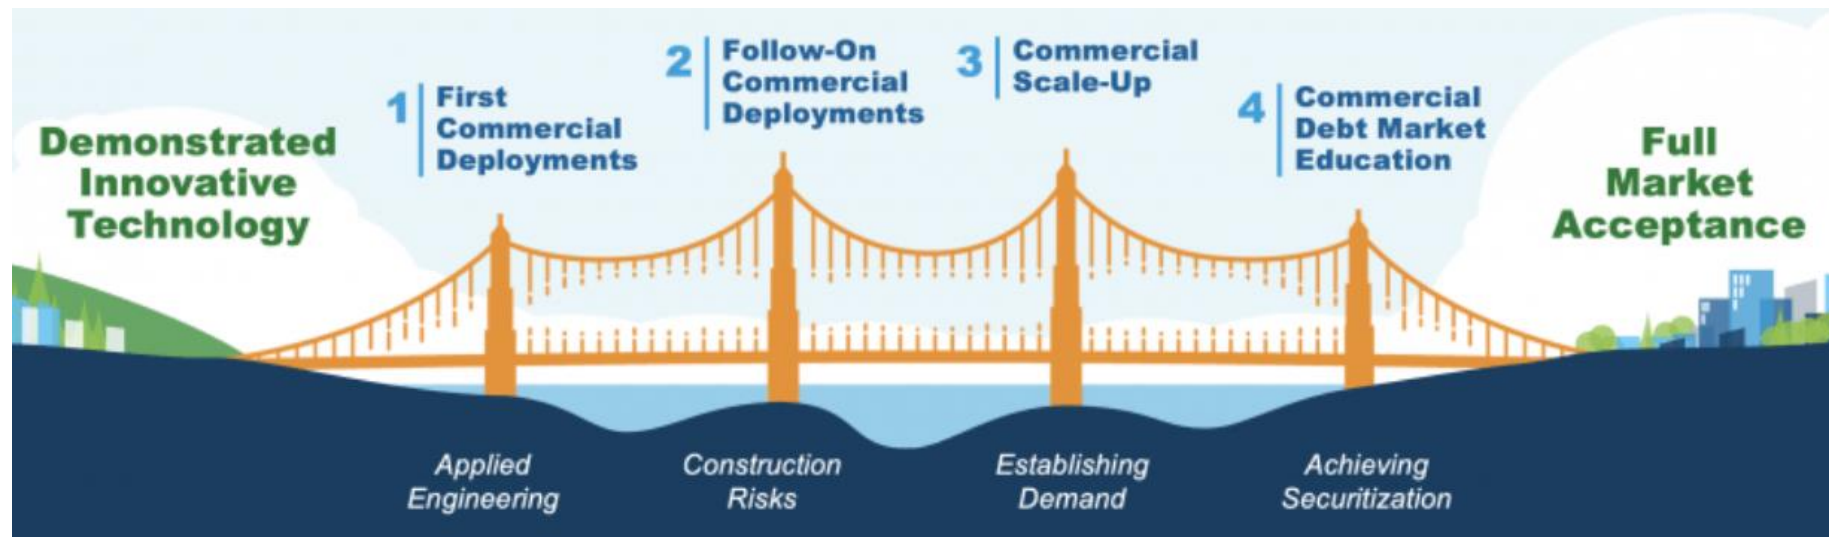 Demonstrated
Innovative
Technology
1
First
Commercial
Deployments
2
Follow-On
Commercial
Deployments
3
Commercial
Scale-Up
4
Commercial
Debt Market
Education
Full
Market
Acceptance
Applied
Engineering
Construction
Risks
Establishing
Demand
Achieving
Securitization